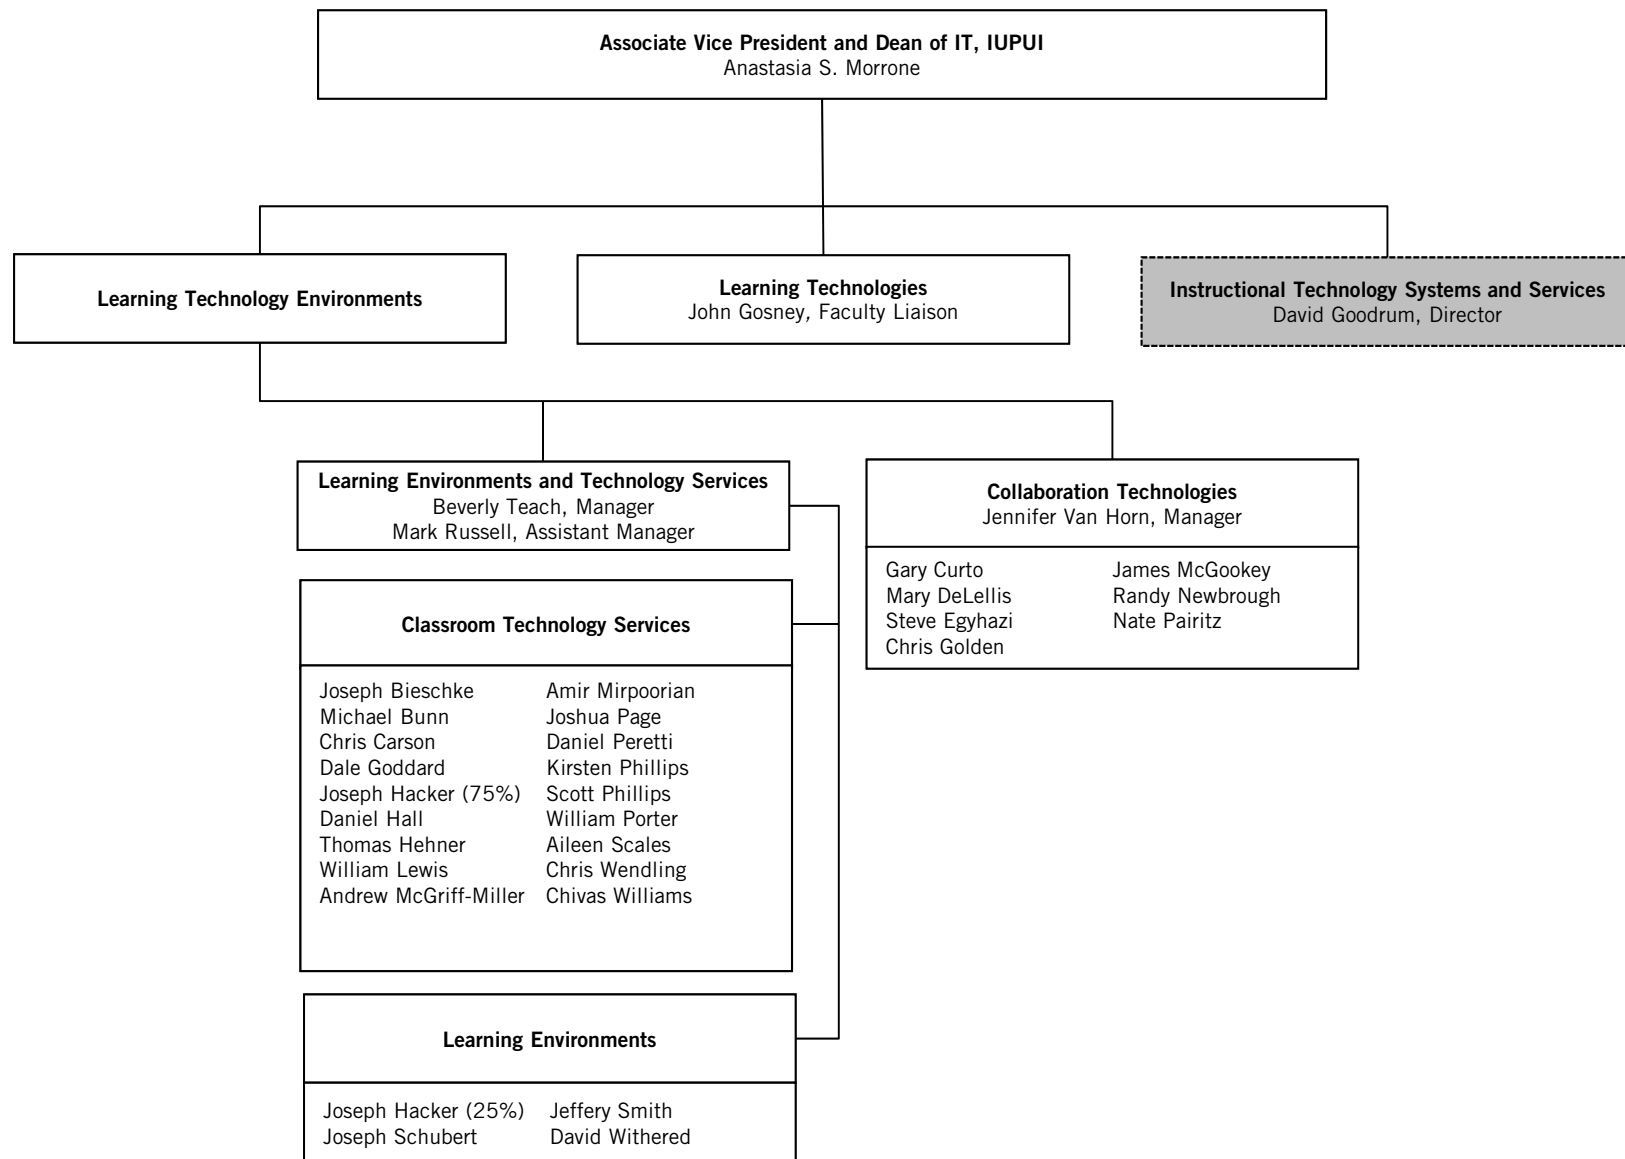 Associate Vice President and Dean of IT, IUPUI
Anastasia S. Morrone
Learning Technology Environments
Learning Technologies
John Gosney, Faculty Liaison
Instructional Technology Systems and Services
David Goodrum, Director
Learning Environments and Technology Services
Beverly Teach, Manager
Mark Russell, Assistant Manager
Collaboration Technologies
Jennifer Van Horn, Manager
Gary Curto
Mary DeLellis
Steve Egyhazi
Chris Golden
James McGookey
Randy Newbrough
Nate Pairitz
Classroom Technology Services
Joseph Bieschke
Michael Bunn
Chris Carson
Dale Goddard
Joseph Hacker (75%)
Daniel Hall
Thomas Hehner
William Lewis
Andrew McGriff-Miller
Amir Mirpoorian
Joshua Page
Daniel Peretti
Kirsten Phillips
Scott Phillips
William Porter
Aileen Scales
Chris Wendling
Chivas Williams
Learning Environments
Joseph Hacker (25%)
Joseph Schubert
Jeffery Smith
David Withered